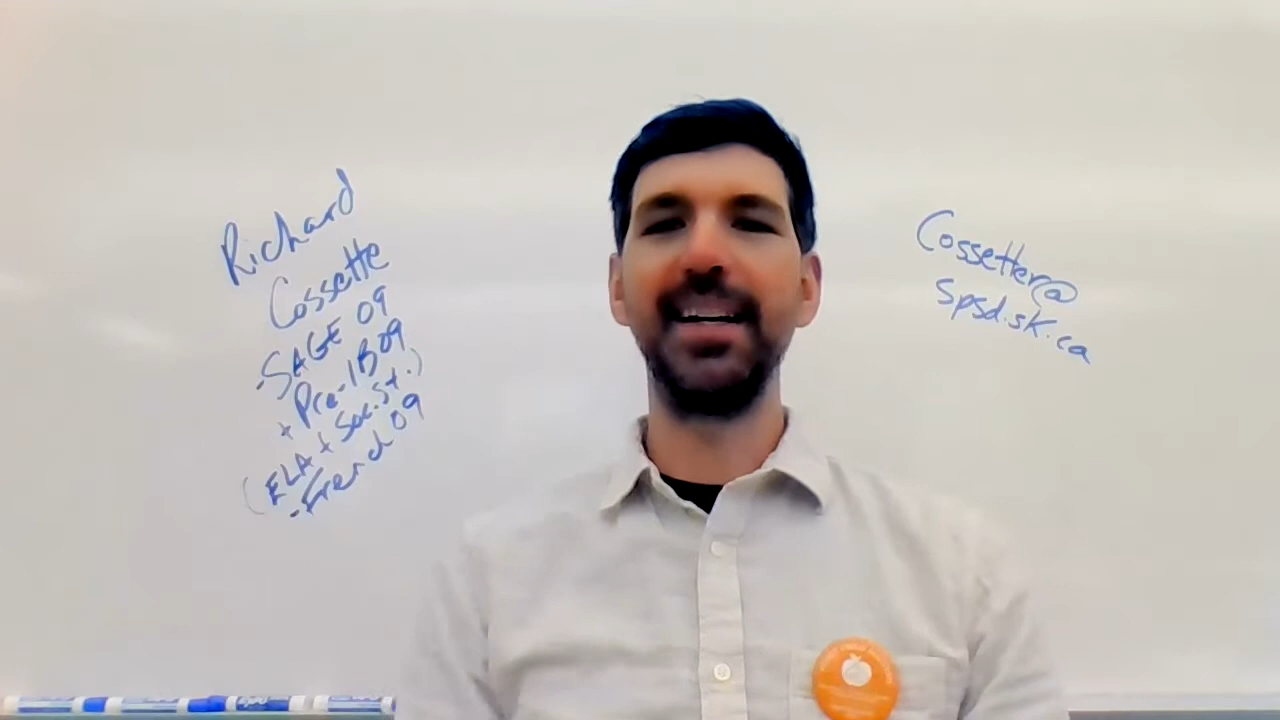 Richard
Cossette
-SAGE 09
+ Pre-IB 09
(ELA + Soc. St.)
-French 09
Cossetter@
spsd.sk.ca